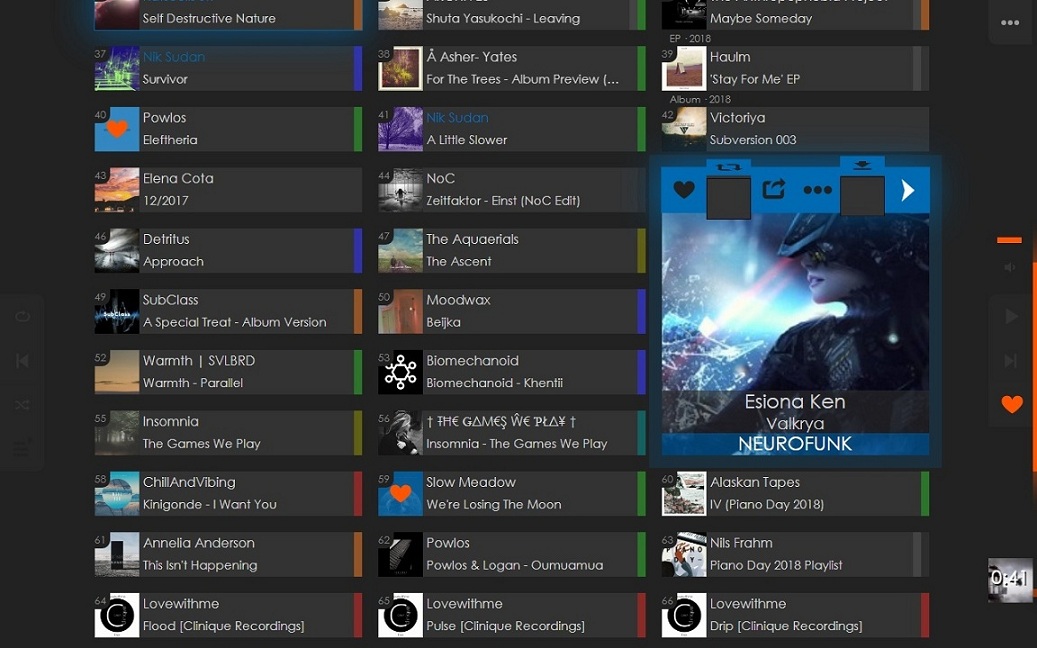 Self Destructive Nature
Shuta Yasukochi - Leaving
Maybe Someday
37
Nik Sudan
Survivor
38
Å Asher- Yates
For The Trees - Album Preview (...
EP · 2018
39
Haulm
'Stay For Me' EP
40
Powlos
Eleftheria
41
Nik Sudan
A Little Slower
Album · 2018
42
Victoriya
Subversion 003
43
Elena Cota
12/2017
44
NoC
Zeitfaktor - Einst (NoC Edit)
46
Detritus
Approach
47
The Aquaerials
The Ascent
Esiona Ken
Valkrya
NEUROFUNK
49
SubClass
A Special Treat - Album Version
50
Moodwax
Beijka
52
Warmth | SVLBRD
Warmth - Parallel
53
Biomechanoid
Biomechanoid - Khentii
55
Insomnia
The Games We Play
56
Insomnia - The Games We Play
58
ChillAndVibing
Kinigonde - I Want You
59
Slow Meadow
We're Losing The Moon
60
Alaskan Tapes
IV (Piano Day 2018)
61
Annelia Anderson
This Isn't Happening
62
Powlos
Powlos & Logan - Oumuamua
63
Nils Frahm
Piano Day 2018 Playlist
0:41
64
Lovewithme
Flood [Clinique Recordings]
65
Lovewithme
Pulse [Clinique Recordings]
66
Lovewithme
Drip [Clinique Recordings]